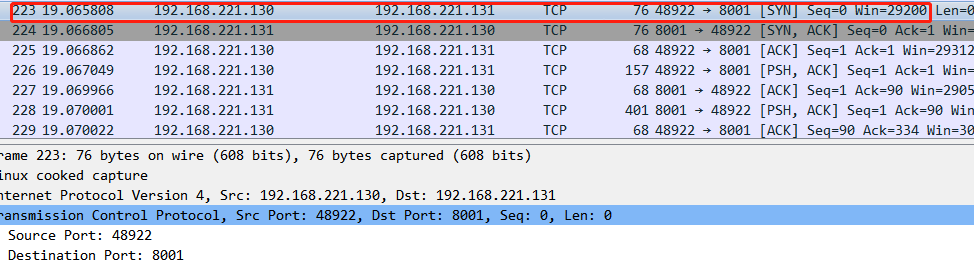 223 19.065808 192.168.221.130 192.168.221.131 TCP 76 48922 → 8001 [SYN] Seq=0 Win=29200 Len=0
224 19.066805 192.168.221.131 192.168.221.130 TCP 76 8001 → 48922 [SYN, ACK] Seq=0 Ack=1 Win=
225 19.066862 192.168.221.130 192.168.221.131 TCP 68 48922 → 8001 [ACK] Seq=1 Ack=1 Win=29312
226 19.067049 192.168.221.130 192.168.221.131 TCP 157 48922 → 8001 [PSH, ACK] Seq=1 Ack=1 Win=
227 19.069966 192.168.221.131 192.168.221.130 TCP 68 8001 → 48922 [ACK] Seq=1 Ack=90 Win=2905
228 19.070001 192.168.221.131 192.168.221.130 TCP 401 8001 → 48922 [PSH, ACK] Seq=1 Ack=90 Win=
229 19.070022 192.168.221.130 192.168.221.131 TCP 68 48922 → 8001 [ACK] Seq=90 Ack=334 Win=30
rame 223: 76 bytes on wire (608 bits), 76 bytes captured (608 bits)
inux cooked capture
nternet Protocol Version 4, Src: 192.168.221.130, Dst: 192.168.221.131
ransmission Control Protocol, Src Port: 48922, Dst Port: 8001, Seq: 0, Len: 0
Source Port: 48922
Destination Port: 8001